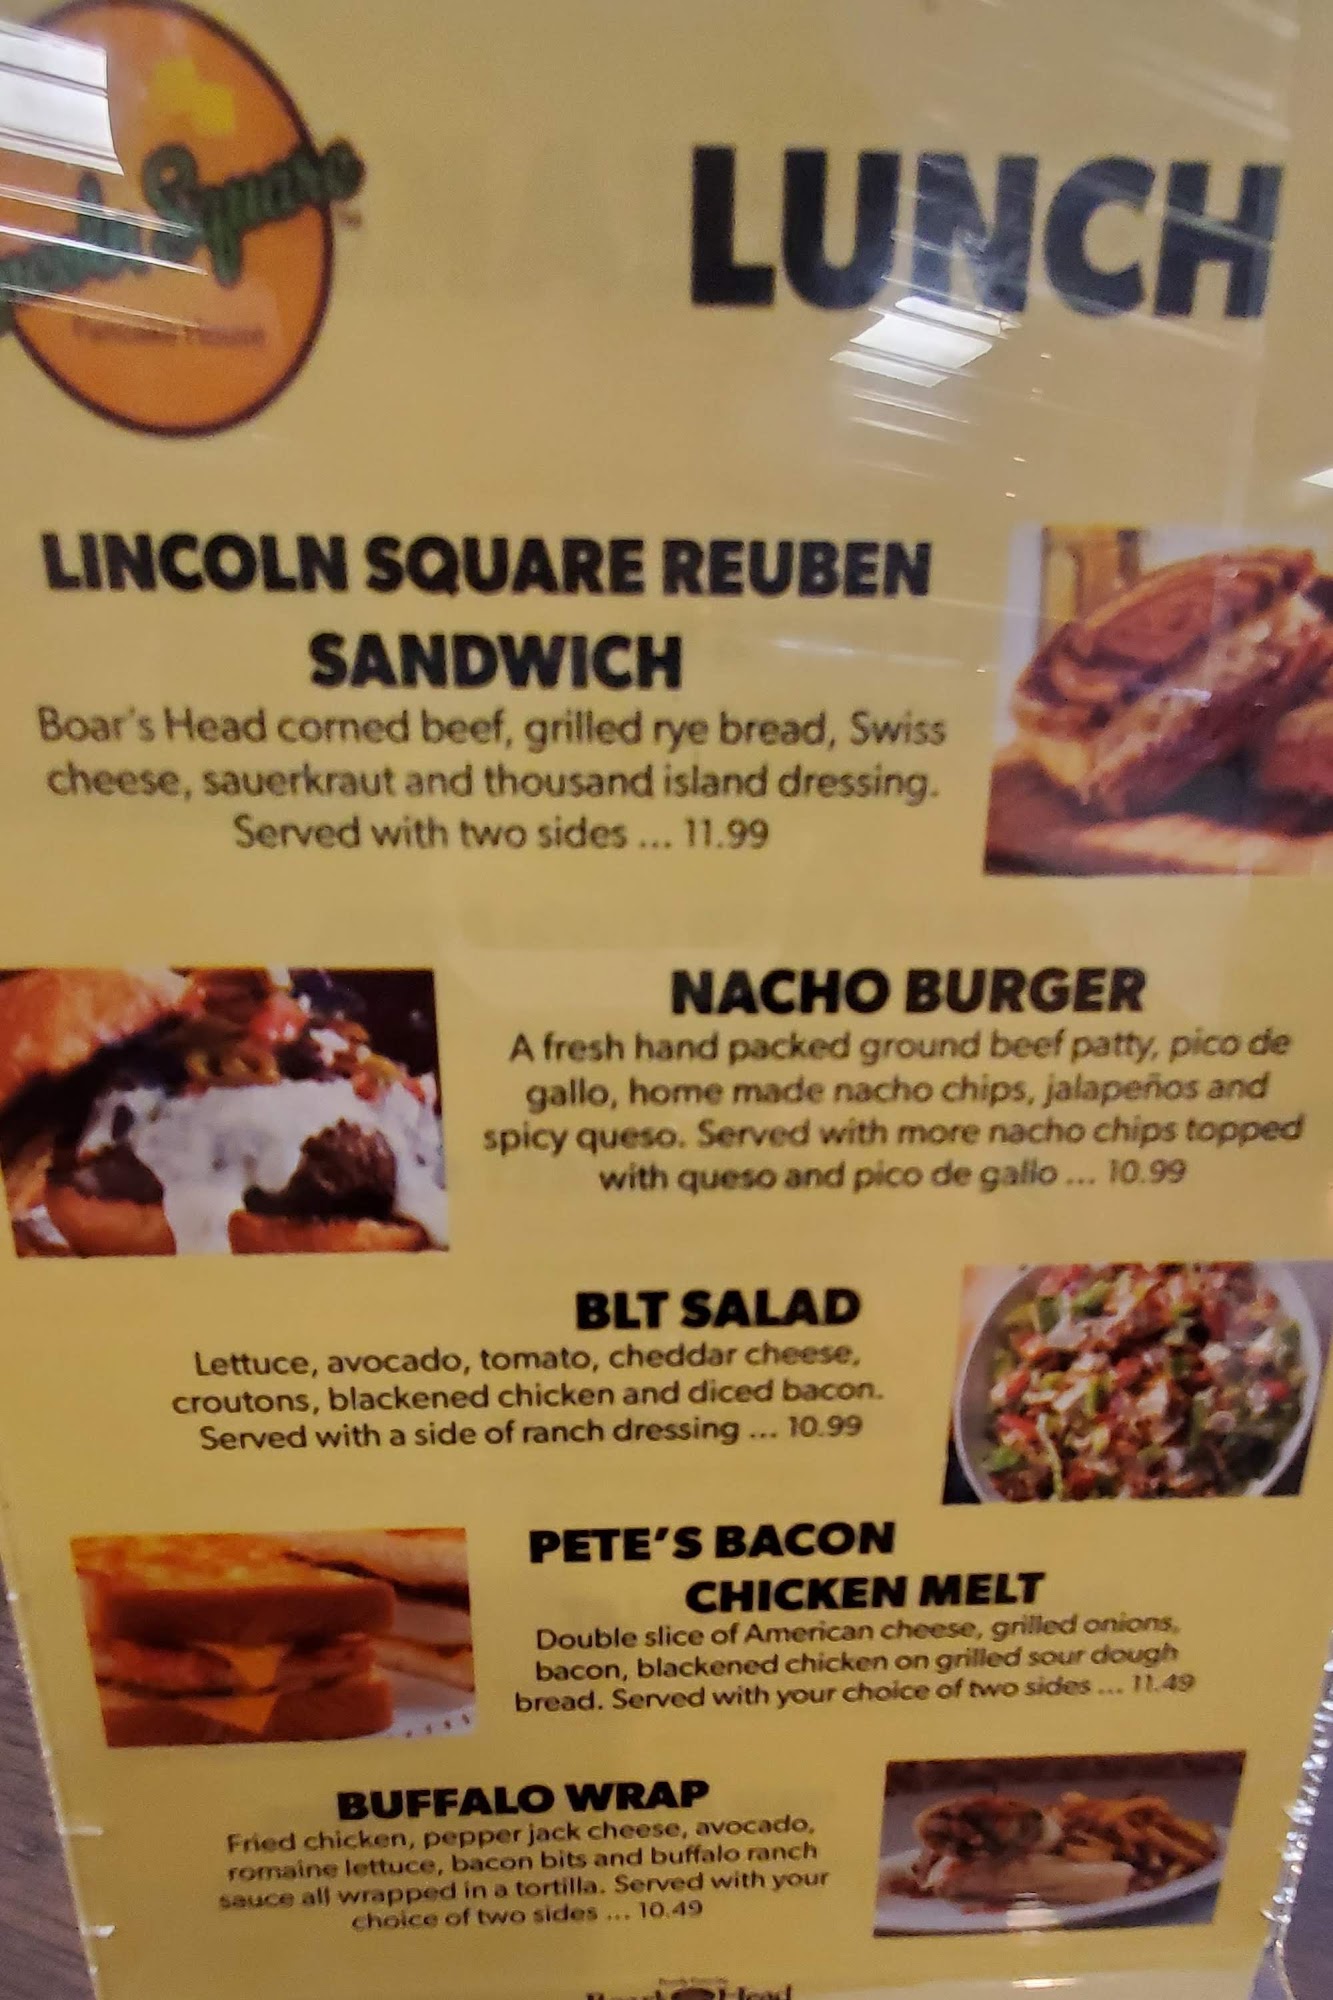 Square
TM
Pancake House
LUNCH
LINCOLN SQUARE REUBEN
SANDWICH
Boar's Head corned beef, grilled rye bread, Swiss
cheese, sauerkraut and thousand island dressing.
Served with two sides ... 11.99
NACHO BURGER
A fresh hand packed ground beef patty, pico de
gallo, home made nacho chips, jalapeños and
spicy queso. Served with more nacho chips topped
with queso and pico de gallo ... 10.99
BLT SALAD
Lettuce, avocado, tomato, cheddar cheese,
croutons, blackened chicken and diced bacon.
Served with a side of ranch dressing ... 10.99
PETE'S BACON
CHICKEN MELT
Double slice of American cheese, grilled onions,
bacon, blackened chicken on grilled sour dough
bread. Served with your choice of two sides ... 11.49
BUFFALO WRAP
Fried chicken, pepper jack cheese, avocado,
romaine lettuce, bacon bits and buffalo ranch
sauce all wrapped in a tortilla. Served with your
choice of two sides ... 10.49
Head